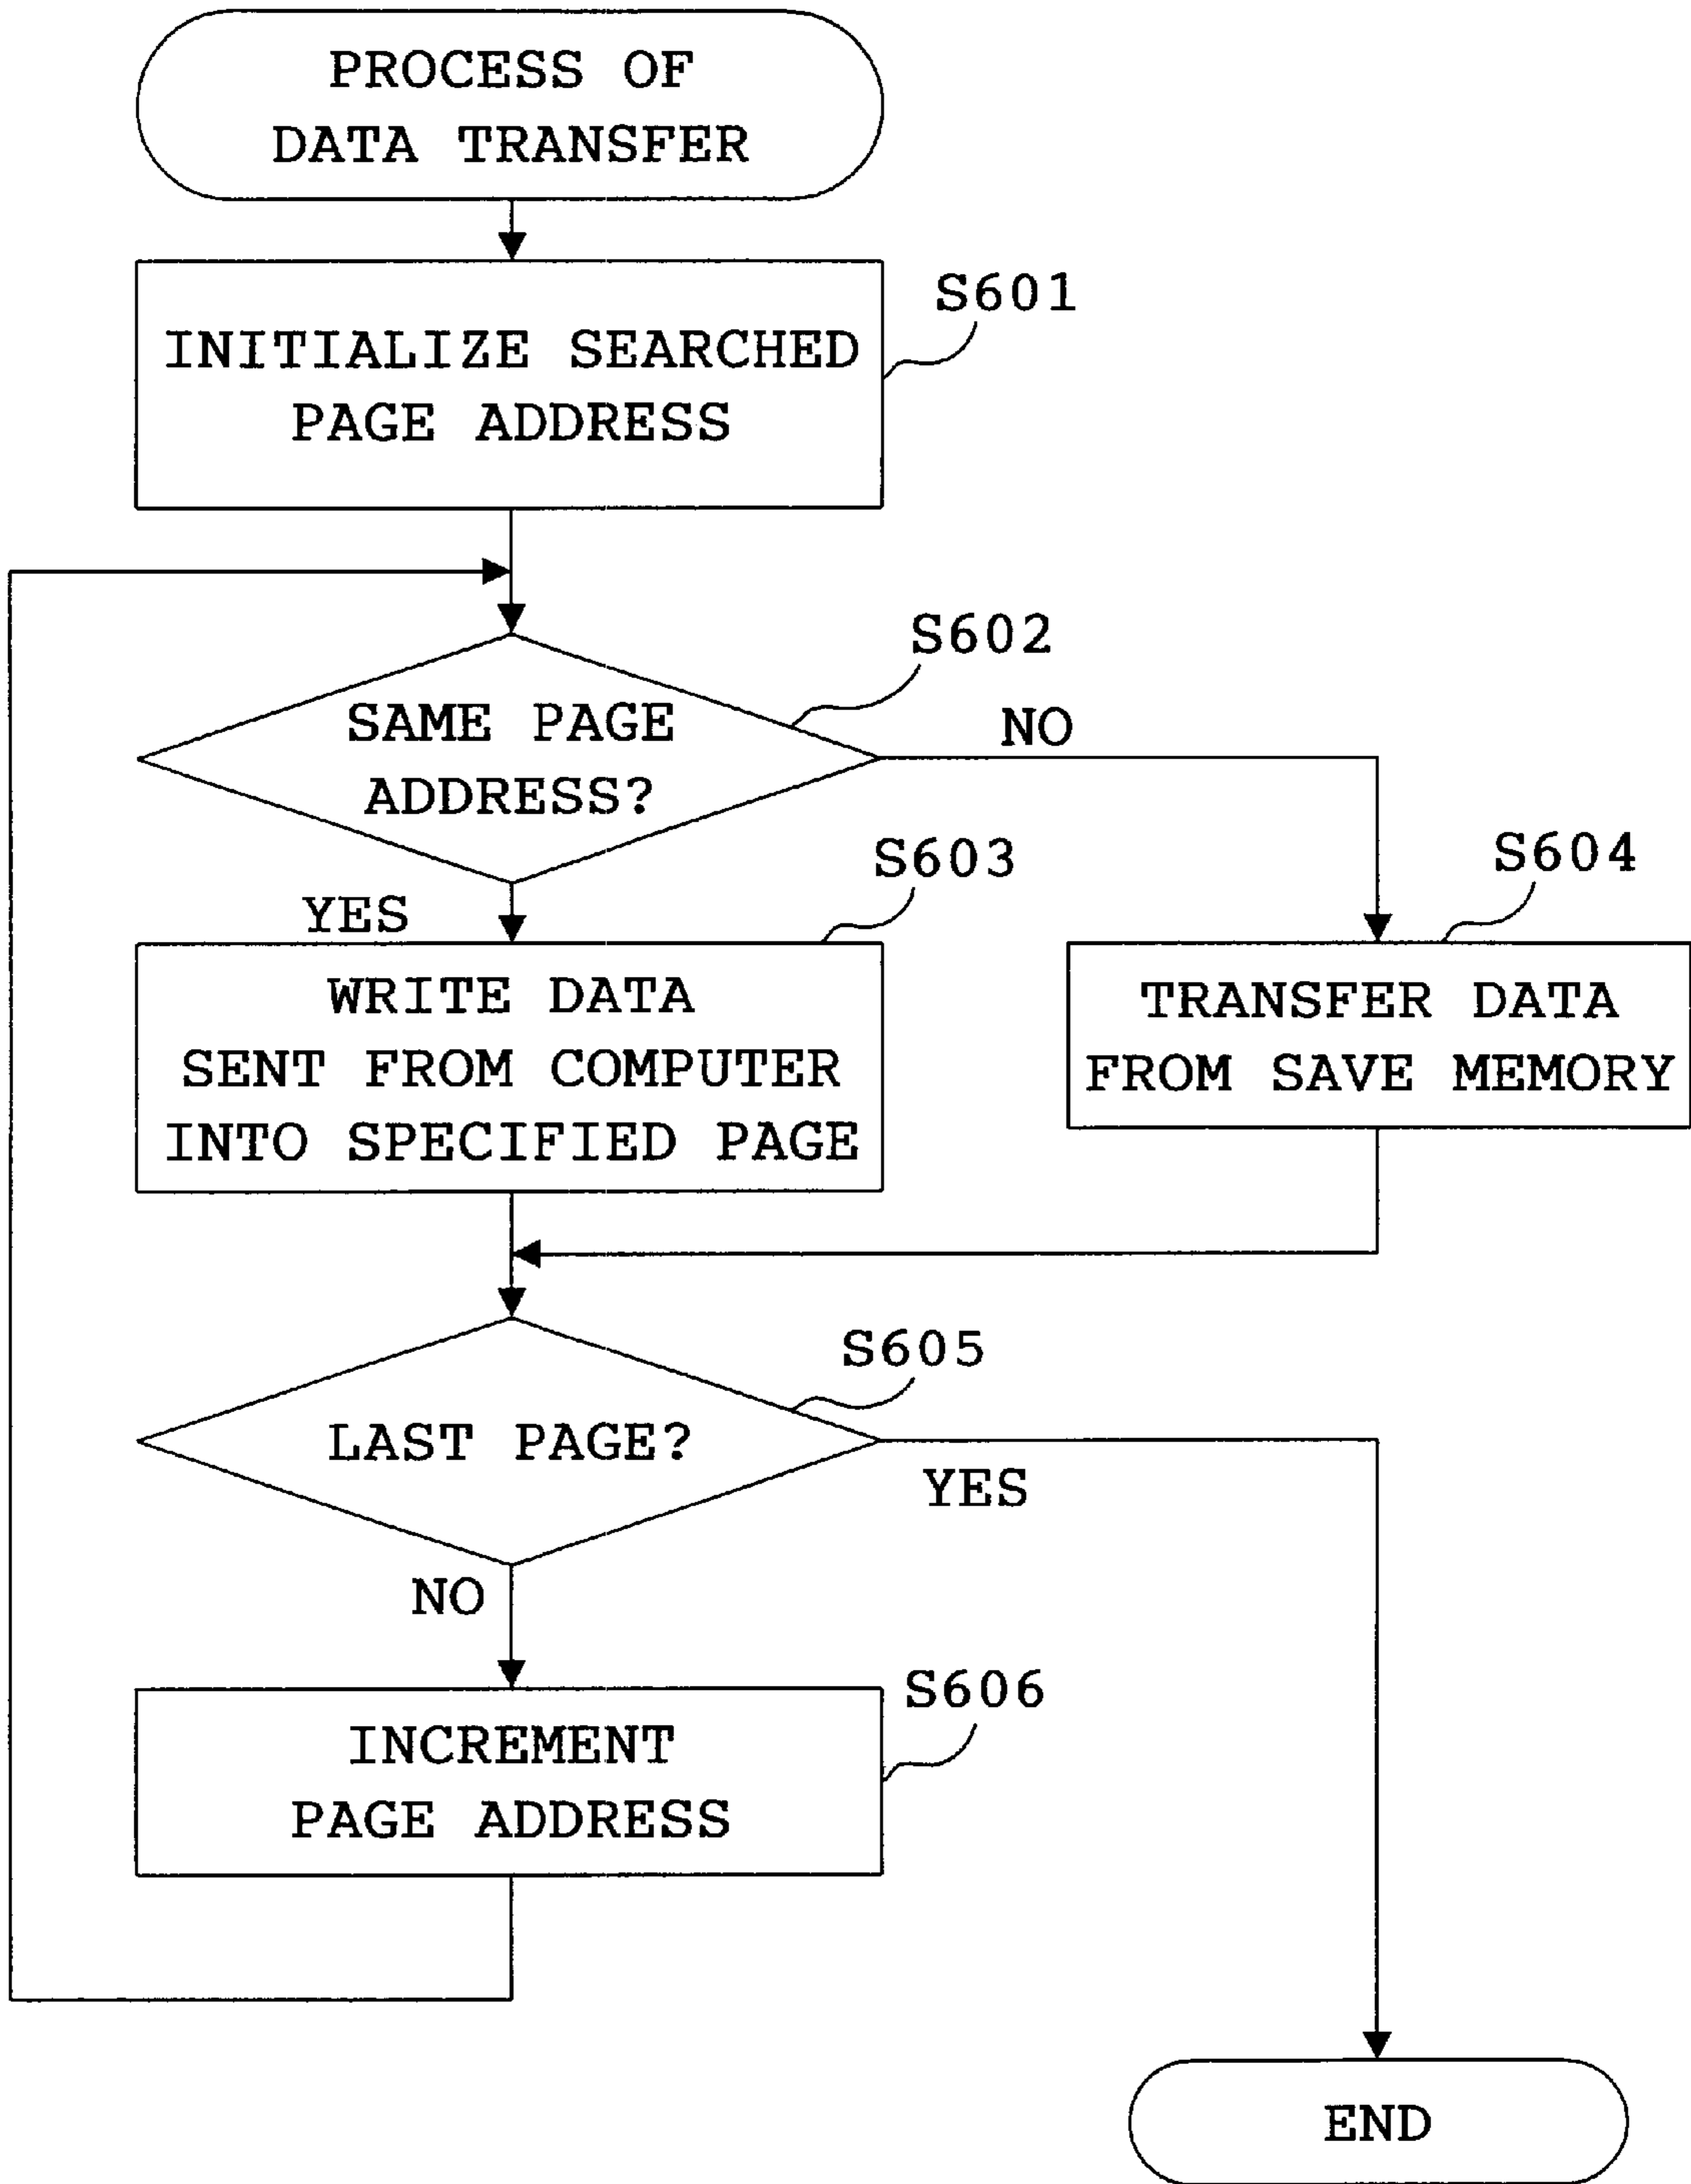 PROCESS OF
DATA TRANSFER
S601
INITIALIZE SEARCHED
PAGE ADDRESS
S602
SAME PAGE
ADDRESS?
NO
YES
S603
WRITE DATA
SENT FROM COMPUTER
INTO SPECIFIED PAGE
S604
TRANSFER DATA
FROM SAVE MEMORY
S605
LAST PAGE?
YES
NO
S606
INCREMENT
PAGE ADDRESS
END